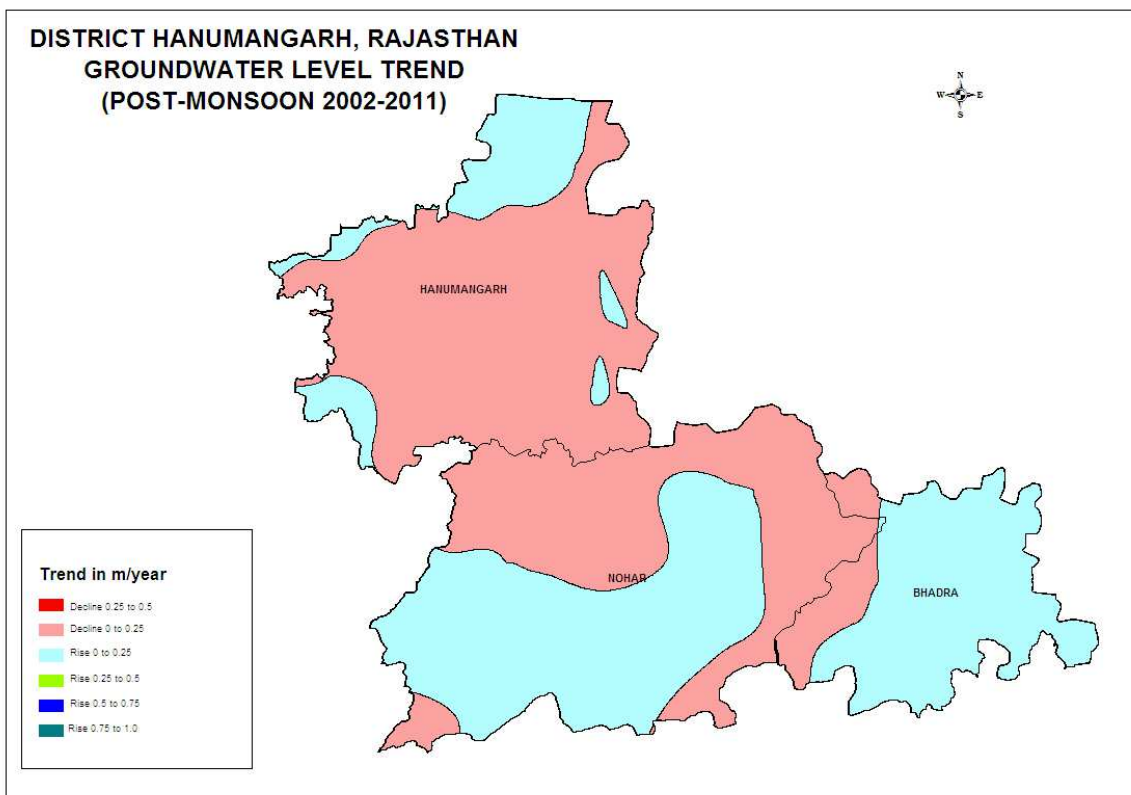 DISTRICT HANUMANGARH, RAJASTHAN
GROUNDWATER LEVEL TREND
(POST-MONSOON 2002-2011)
N
W E
S
HANUMANGARH
NOHAR
BHADRA
Trend in m/year
Decline 0.25 to 0.5
Decline 0 to 0.25
Rise 0 to 0.25
Rise 0.25 to 0.5
Rise 0.5 to 0.75
Rise 0.75 to 1.0